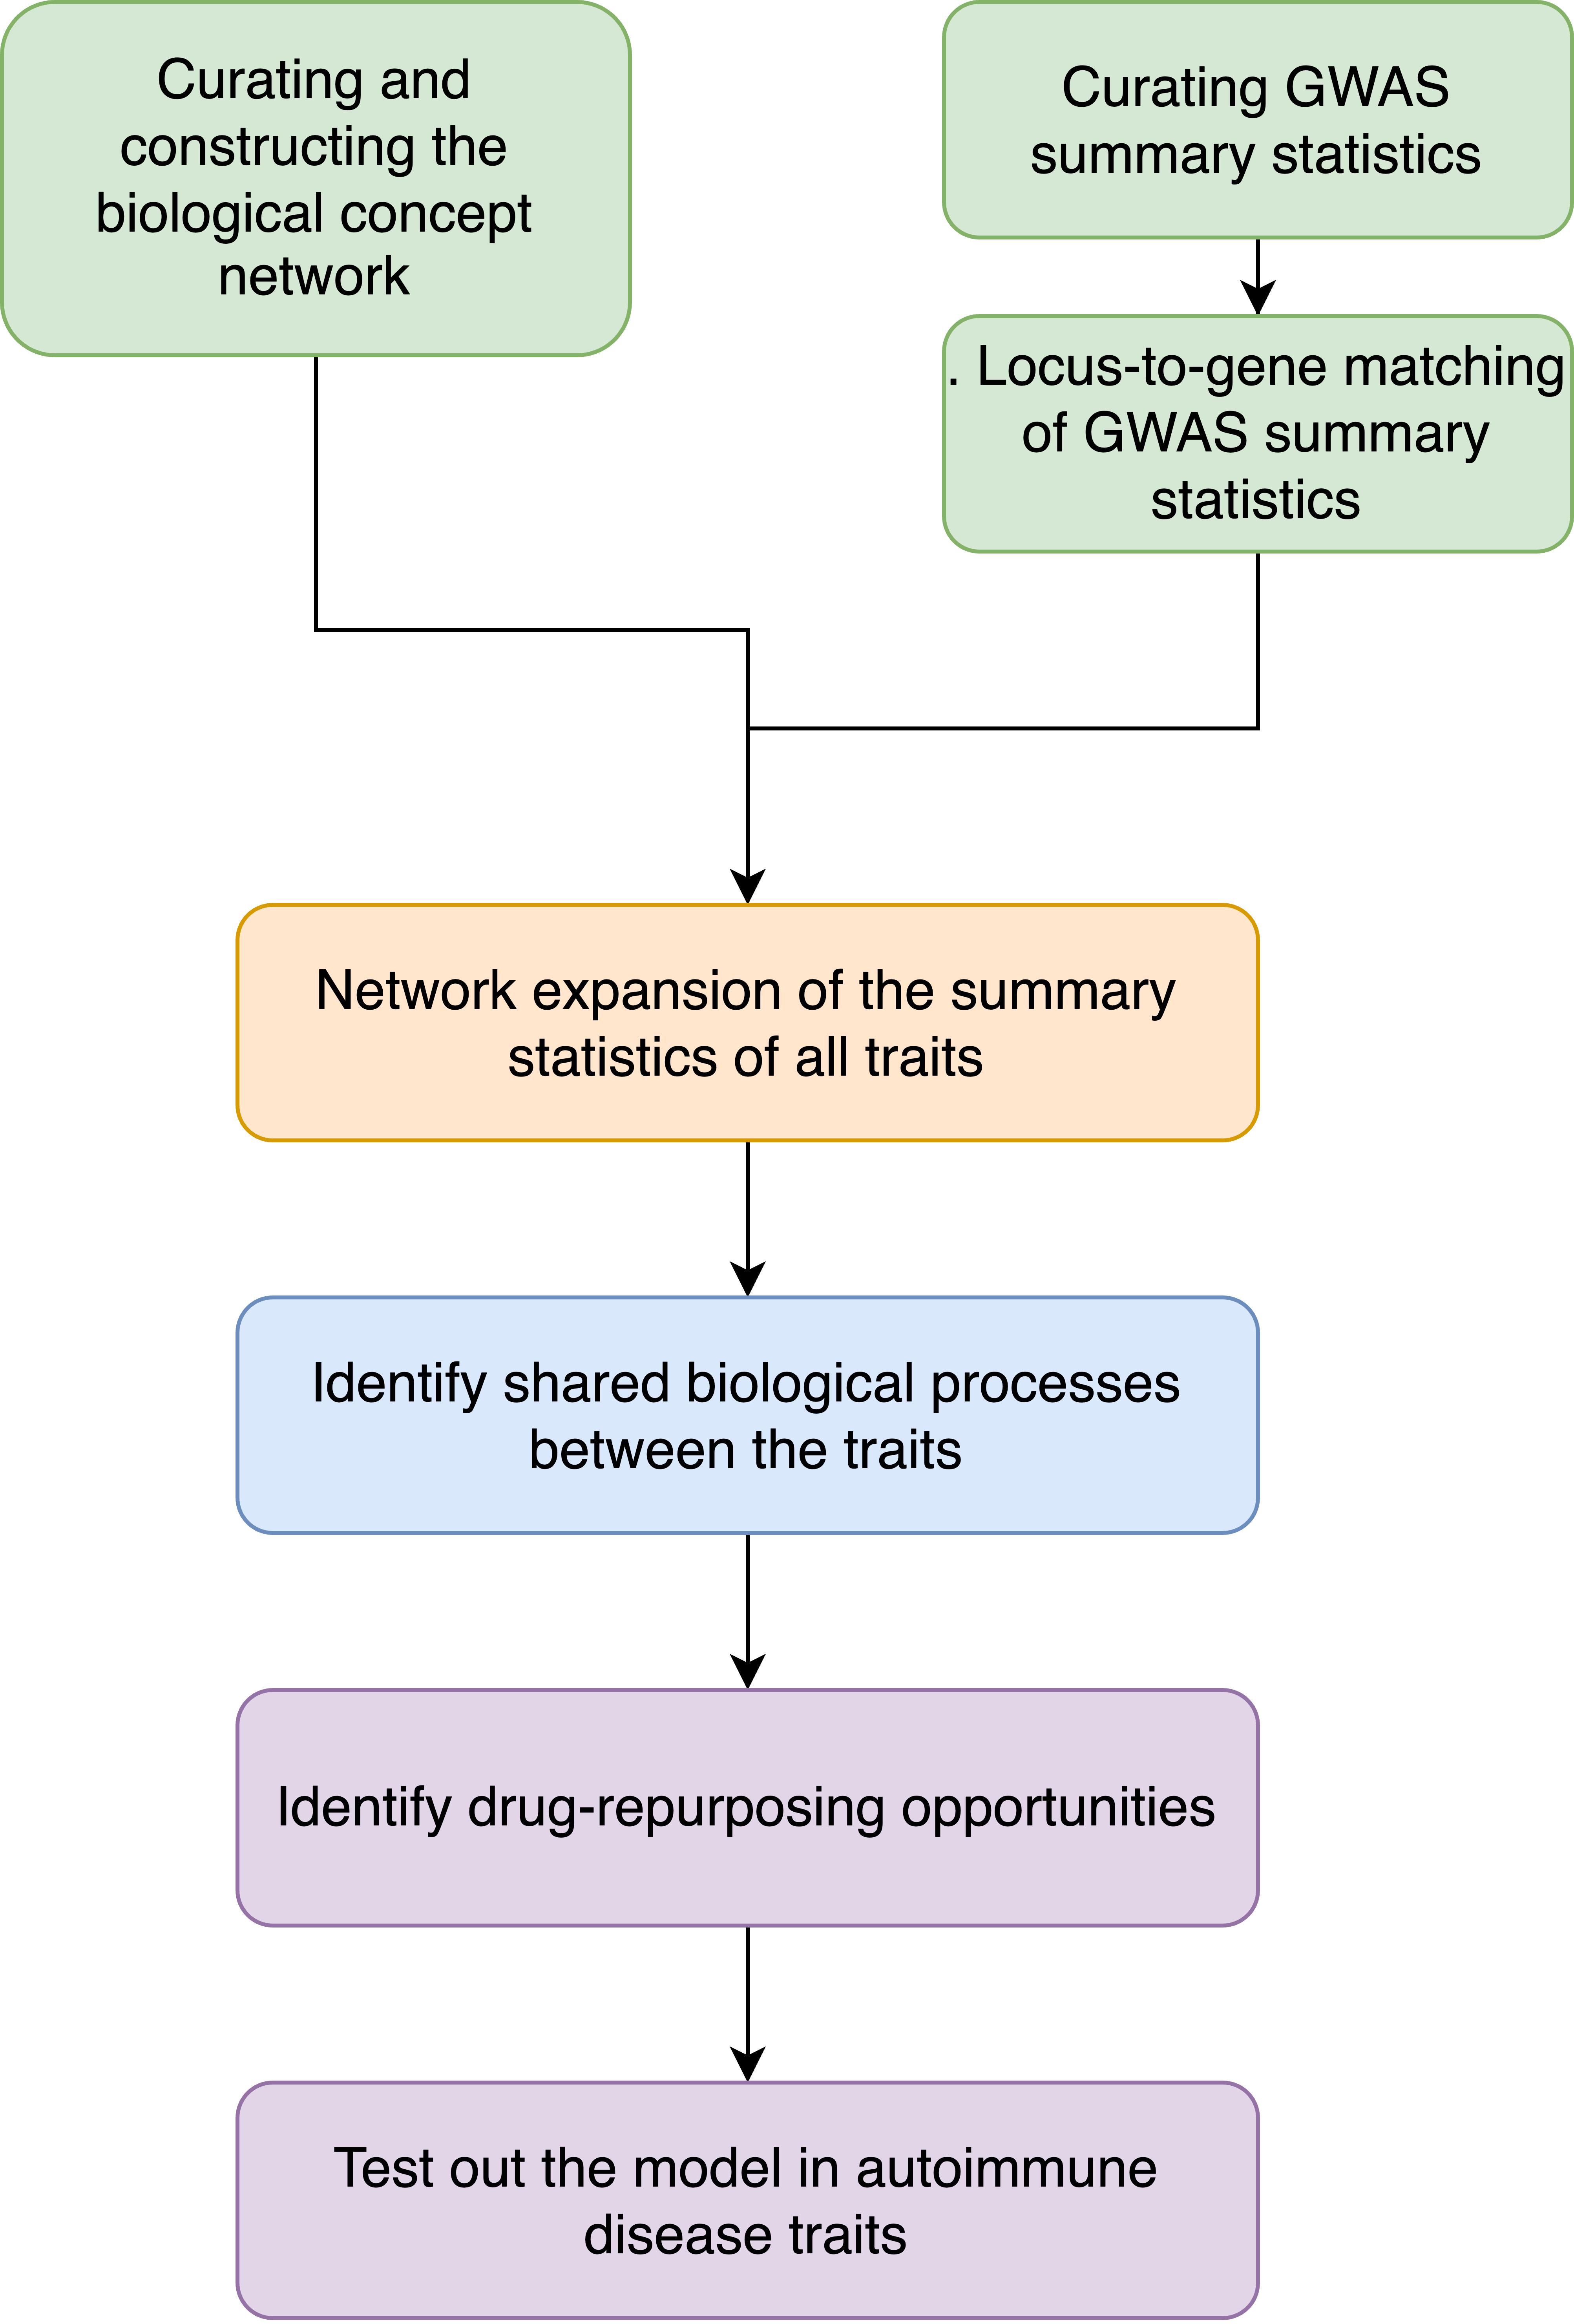 Curating and
constructing the
biological concept
network
Curating GWAS
summary statistics
. Locus-to-gene matching
of GWAS summary
statistics
Network expansion of the summary
statistics of all traits
Identify shared biological processes
between the traits
Identify drug-repurposing opportunities
Test out the model in autoimmune
disease traits